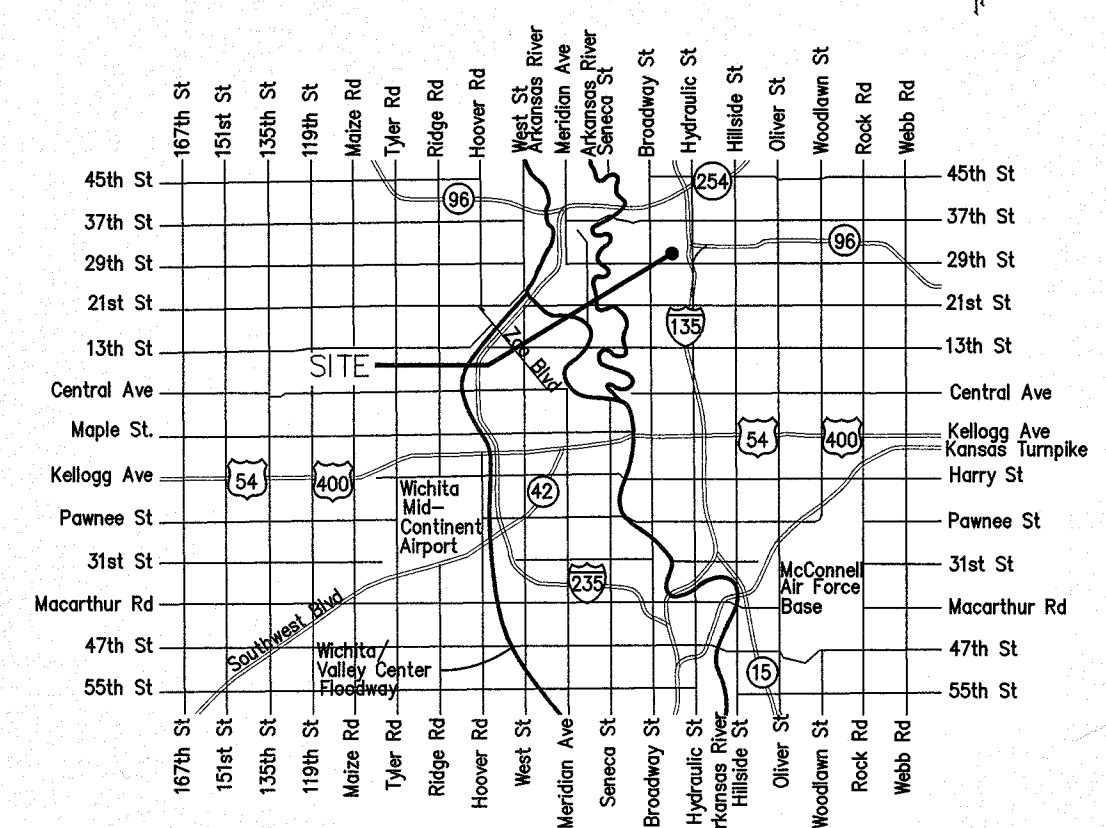 167th St
151st St
135th St
119th St
Maize Rd
Tyler Rd
Ridge Rd
Hoover Rd
West St
Arkansas River
Meridian Ave
Arkansas River
Seneca St
Broadway St
Hydraulic St
Hillside St
Oliver St
Woodlawn St
Rock Rd
Webb Rd
45th St
254
45th St
96
37th St
37th St
96
29th St
29th St
21st St
21st St
135
13th St
Zoo Blvd
13th St
SITE
Central Ave
Central Ave
Maple St.
54
400
Kellogg Ave
Kansas Turnpike
Kellogg Ave
54
400
Harry St
Wichita
Mid-
Continent
Airport
42
Pawnee St
Pawnee St
31st St
31st St
McConnell
Air Force
Base
235
Macarthur Rd
Macarthur Rd
Southwest Blvd
47th St
47th St
Wichita/
Valley Center
Floodway
15
55th St
55th St
167th St
151st St
135th St
119th St
Maize Rd
Tyler Rd
Ridge Rd
Hoover Rd
West St
Meridian Ave
Seneca St
Broadway St
Hydraulic St
rkansas River
Hillside St
Oliver St
Woodlawn St
Rock Rd
Webb Rd